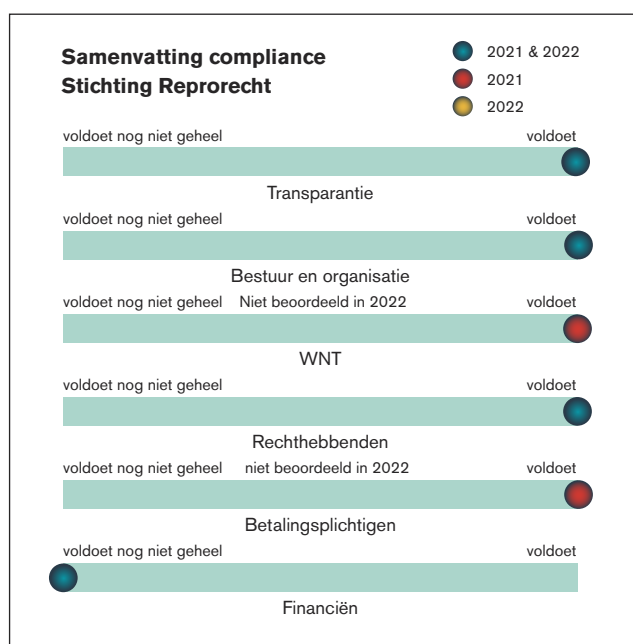 Samenvatting compliance
Stichting Reprorecht
2021 & 2022
2021
2022
voldoet nog niet geheel voldoet
Transparantie
voldoet nog niet geheel voldoet
Bestuur en organisatie
voldoet nog niet geheel Niet beoordeeld in 2022 voldoet
WNT
voldoet nog niet geheel voldoet
Rechthebbenden
voldoet nog niet geheel niet beoordeeld in 2022 voldoet
Betalingsplichtigen
voldoet nog niet geheel voldoet
Financiën